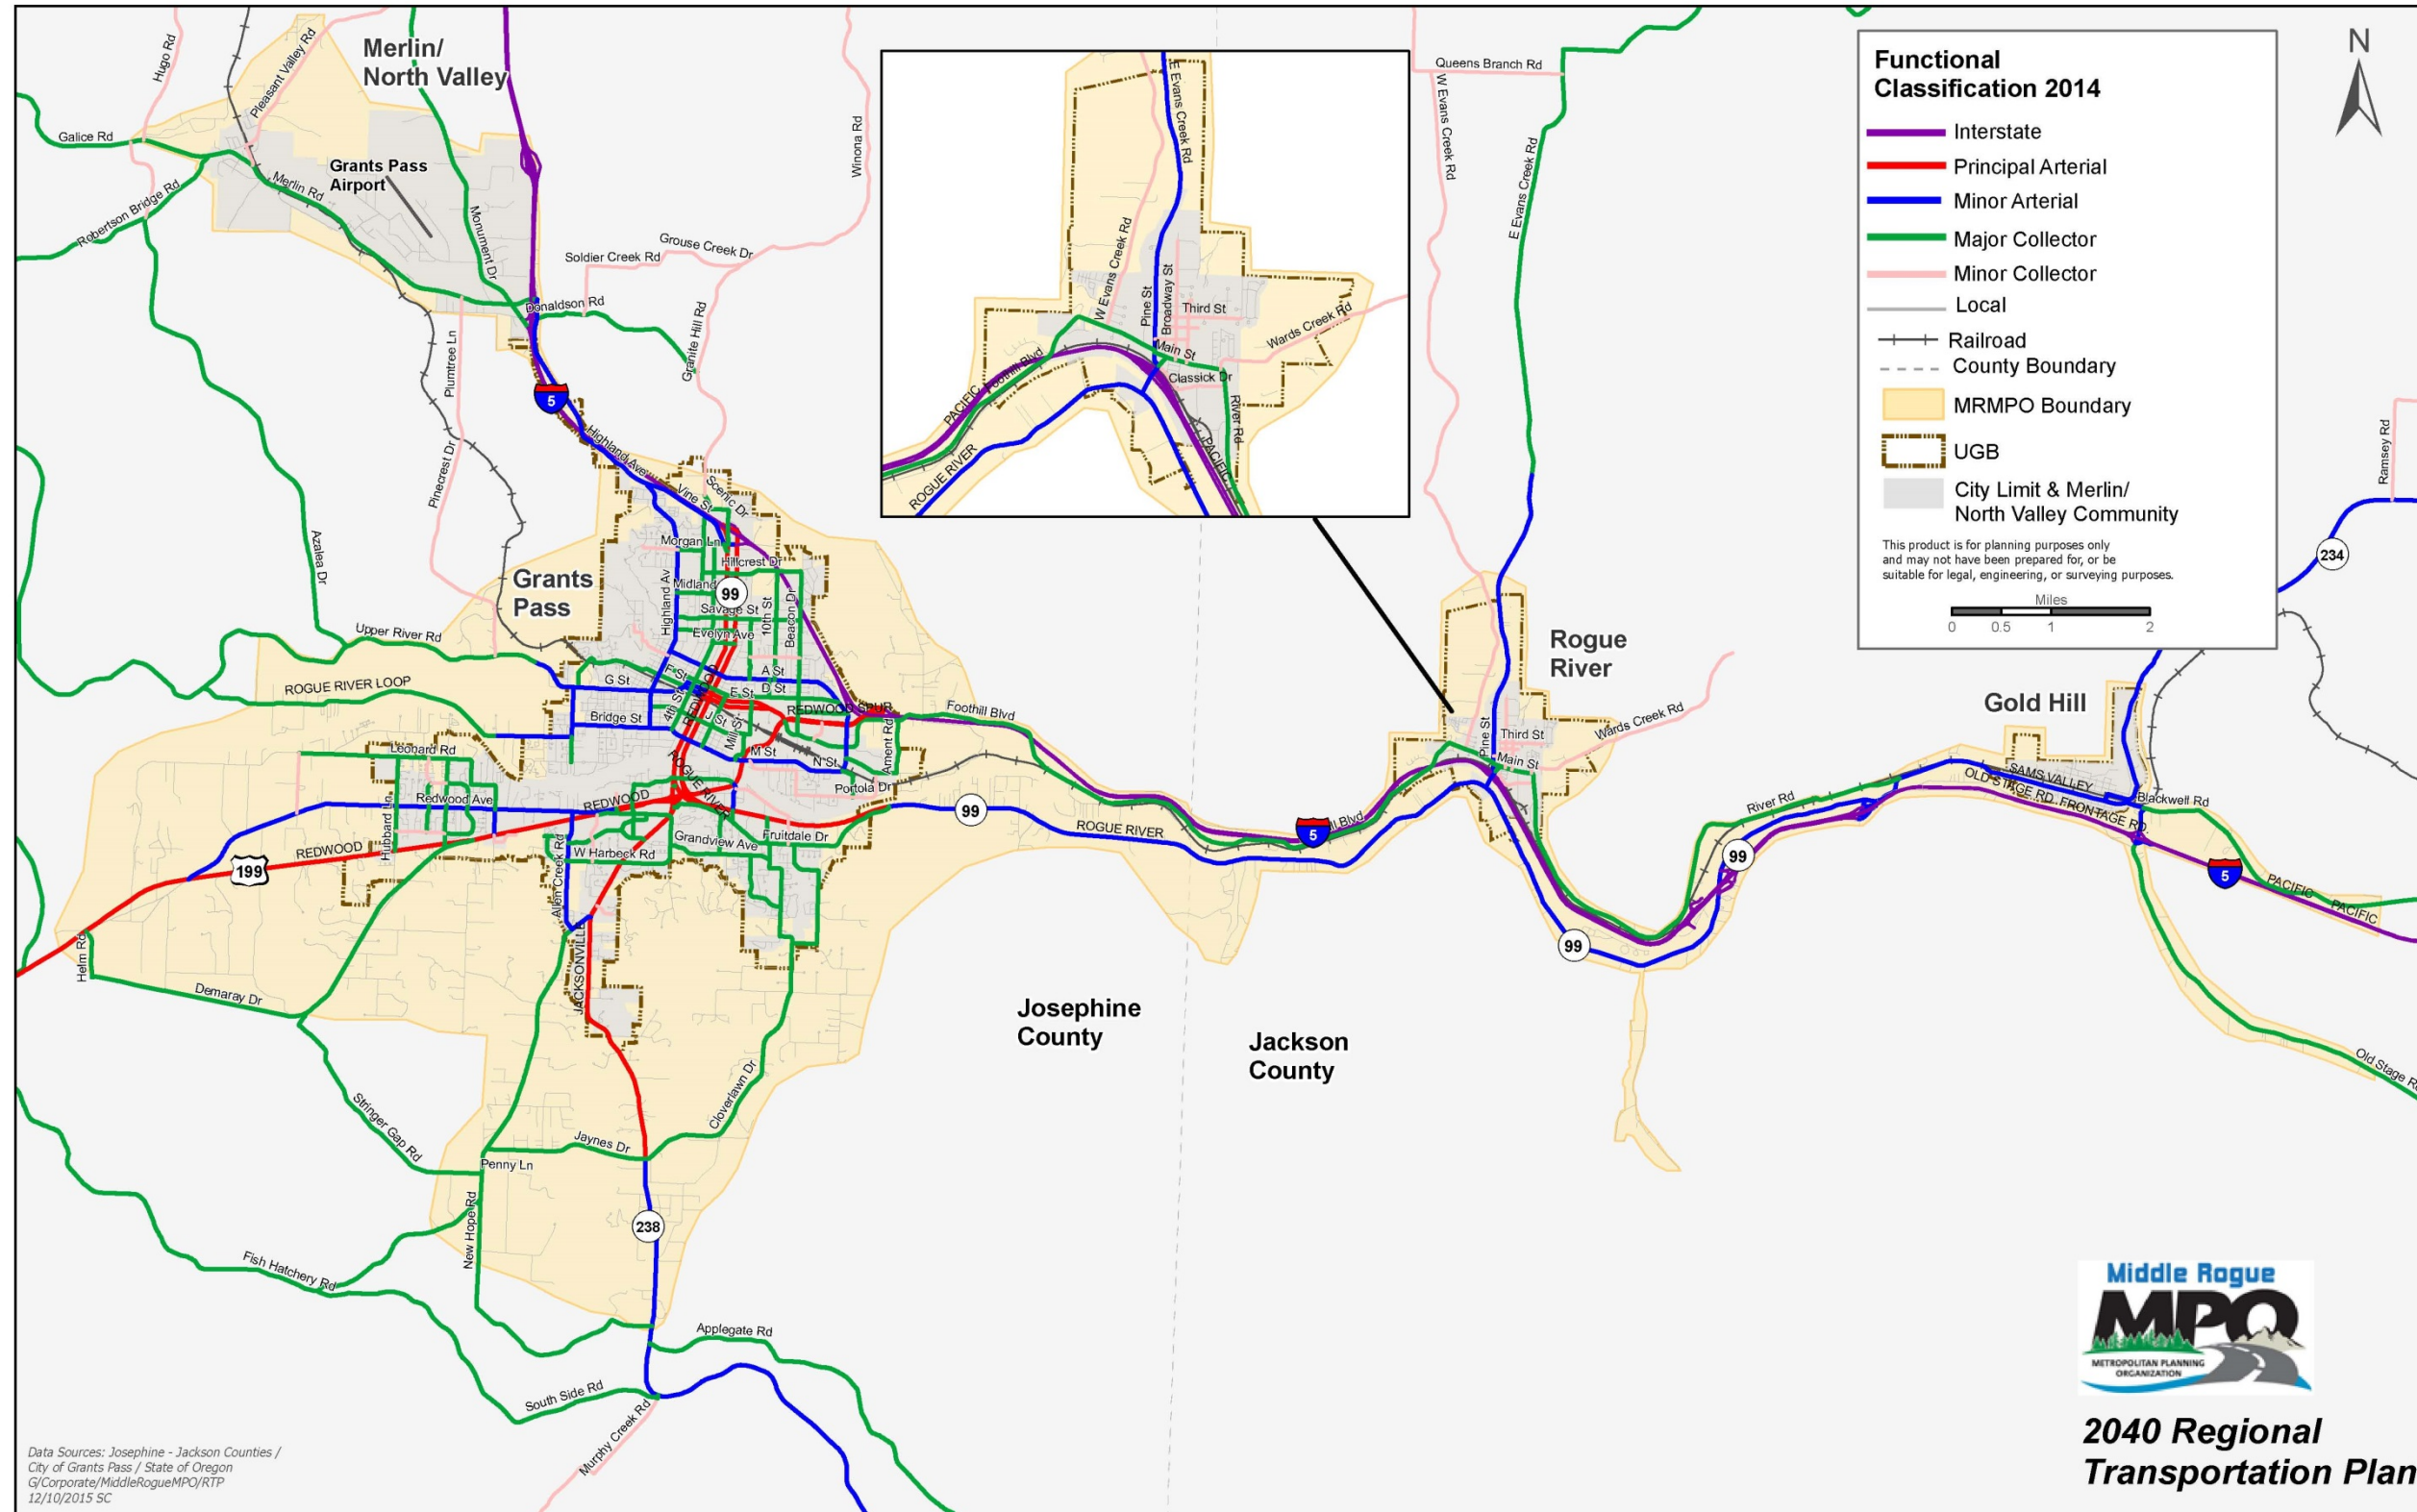 Merlin/
North Valley
Hugo Rd
Pleasant Valley Rd
Galice Rd
Grants Pass
Airport
Merlin Rd
Robertson Bridge Rd
Monument Dr
Winona Rd
Grouse Creek Dr
Soldier Creek Rd
Donaldson Rd
Granite Hill Rd
Plumtree Ln
Pinecrest Dr
5
Highland Ave
Vine St
Scenic Dr
Azalea Dr
Morgan Ln
Hillcrest Dr
Grants
Pass
Highland Av
Midland
99
Savage St
10th St
Beacon Dr
Evelyn Ave
Upper River Rd
ROGUE RIVER LOOP
F St
A St
G St
E St
D St
4th St
REDWOOD
REDWOOD SPUR
Bridge St
J St
Mill St
Foothill Blvd
M St
N St
Ament Rd
Leonard Rd
ROGUE RIVER
Portola Dr
Redwood Ave
REDWOOD
Hubbard Ln
REDWOOD
199
Fruitdale Dr
Grandview Ave
W Harbeck Rd
Allen Creek Rd
99
ROGUE RIVER
5
ll Blvd
Helm Rd
Demaray Dr
JACKSONVILLE
Cloverlawn Dr
Stringer Gap Rd
Jaynes Dr
Penny Ln
New Hope Rd
238
Fish Hatchery Rd
Applegate Rd
South Side Rd
Murphy Creek Rd
Josephine
County
Jackson
County
E Evans Creek Rd
W Evans Creek Rd
Pine St
Broadway St
Third St
Wards Creek Rd
Main St
Classick Dr
PACIFIC
Foothill Blvd
ROGUE RIVER
River Rd
PACIFIC
Queens Branch Rd
W Evans Creek Rd
E Evans Creek Rd
Rogue
River
Pine St
Third St
Main St
Wards Creek Rd
99
99
River Rd
Gold Hill
SAMS VALLEY
OLD STAGE RD. FRONTAGE RD.
Blackwell Rd
5
PACIFIC
PACIFIC
Old Stage R
234
Ramsey Rd
N
Functional
Classification 2014
Interstate
Principal Arterial
Minor Arterial
Major Collector
Minor Collector
Local
Railroad
County Boundary
MRMPO Boundary
UGB
City Limit & Merlin/
North Valley Community
This product is for planning purposes only
and may not have been prepared for, or be
suitable for legal, engineering, or surveying purposes.
Miles
0 0.5 1 2
Middle Rogue
MPO
METROPOLITAN PLANNING
ORGANIZATION
2040 Regional
Transportation Plan
Data Sources: Josephine - Jackson Counties /
City of Grants Pass / State of Oregon
G/Corporate/MiddleRogueMPO/RTP
12/10/2015 SC